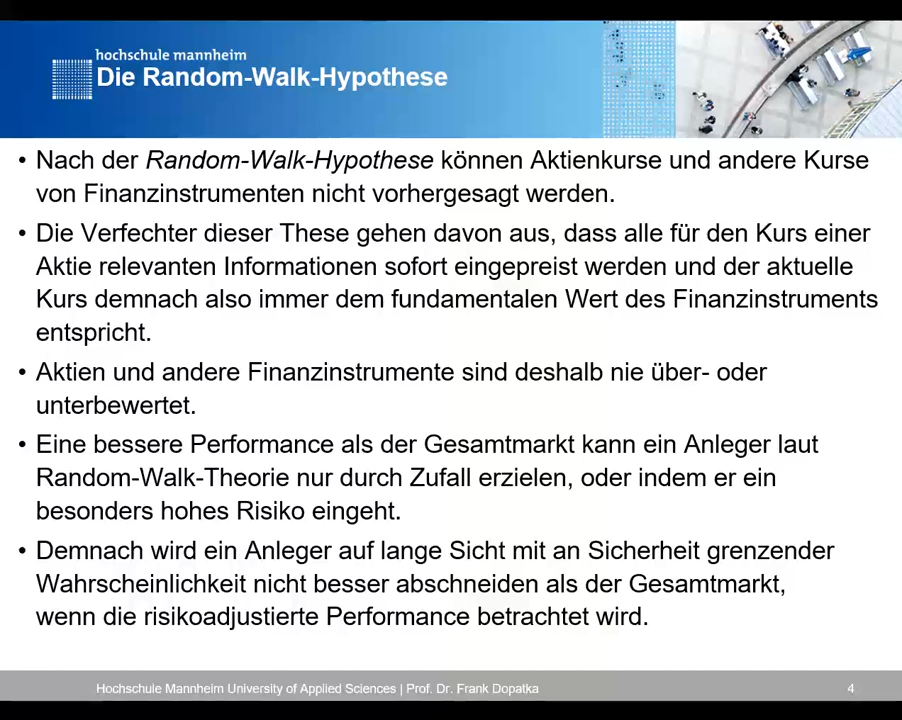 hochschule mannheim
Die Random-Walk-Hypothese
• Nach der Random-Walk-Hypothese können Aktienkurse und andere Kurse
von Finanzinstrumenten nicht vorhergesagt werden.
• Die Verfechter dieser These gehen davon aus, dass alle für den Kurs einer
Aktie relevanten Informationen sofort eingepreist werden und der aktuelle
Kurs demnach also immer dem fundamentalen Wert des Finanzinstruments
entspricht.
• Aktien und andere Finanzinstrumente sind deshalb nie über- oder
unterbewertet.
• Eine bessere Performance als der Gesamtmarkt kann ein Anleger laut
Random-Walk-Theorie nur durch Zufall erzielen, oder indem er ein
besonders hohes Risiko eingeht.
• Demnach wird ein Anleger auf lange Sicht mit an Sicherheit grenzender
Wahrscheinlichkeit nicht besser abschneiden als der Gesamtmarkt,
wenn die risikoadjustierte Performance betrachtet wird.
Hochschule Mannheim University of Applied Sciences | Prof. Dr. Frank Dopatka
4